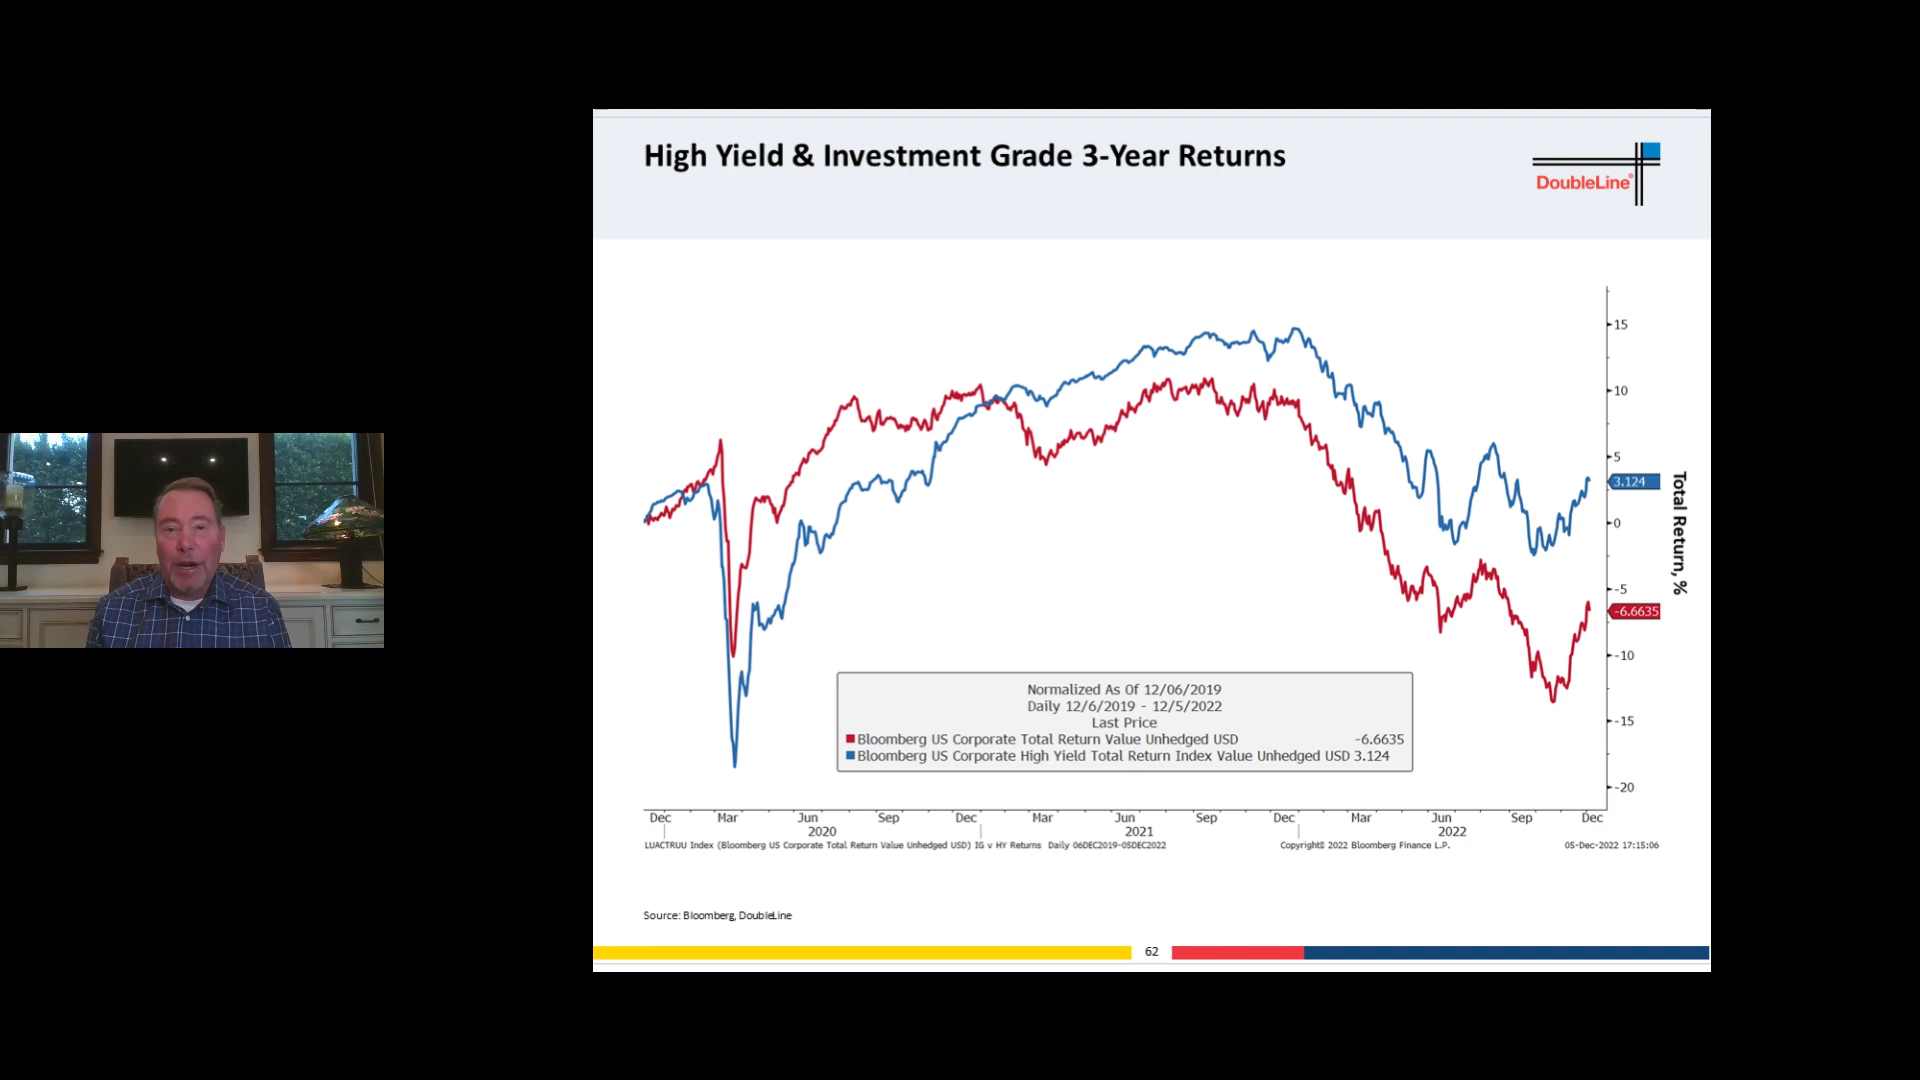 High Yield & Investment Grade 3-Year Returns
DoubleLine®
15
10
5
3.124
0
-5
-6.6635
-10
-15
-20
Total Return, %
Normalized As Of 12/06/2019
Daily 12/6/2019 - 12/5/2022
Last Price
Bloomberg US Corporate Total Return Value Unhedged USD -6.6635
Bloomberg US Corporate High Yield Total Return Index Value Unhedged USD 3.124
Dec Mar Jun Sep Dec Mar Jun Sep Dec Mar Jun Sep Dec
2020 2021 2022
LUACTRUU Index (Bloomberg US Corporate Total Return Value Unhedged USD) IG v HY Returns Daily 06DEC2019-05DEC2022 Copyright© 2022 Bloomberg Finance L.P. 05-Dec-2022 17:15:06
Source: Bloomberg, DoubleLine
62